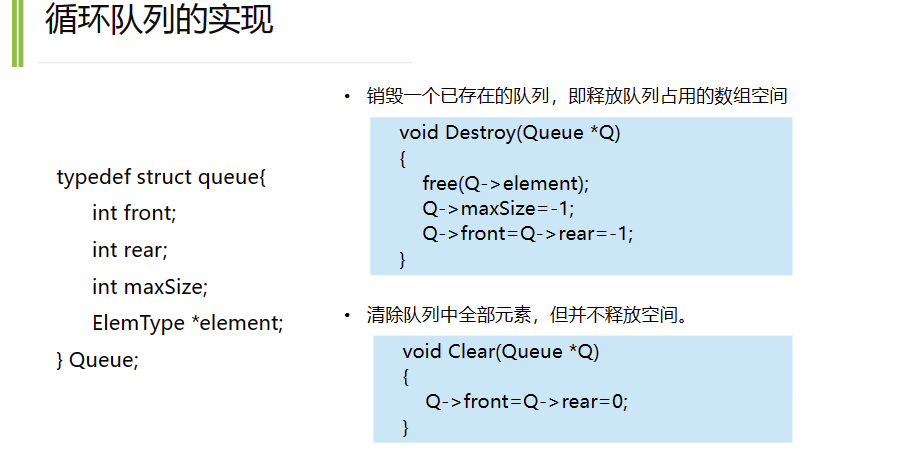 循环队列的实现
typedef struct queue{
int front;
int rear;
int maxSize;
ElemType *element;
} Queue;
• 销毁一个已存在的队列，即释放队列占用的数组空间
void Destroy(Queue *Q)
{
free(Q->element);
Q->maxSize=-1;
Q->front=Q->rear=-1;
}
• 清除队列中全部元素，但并不释放空间。
void Clear(Queue *Q)
{
Q->front=Q->rear=0;
}